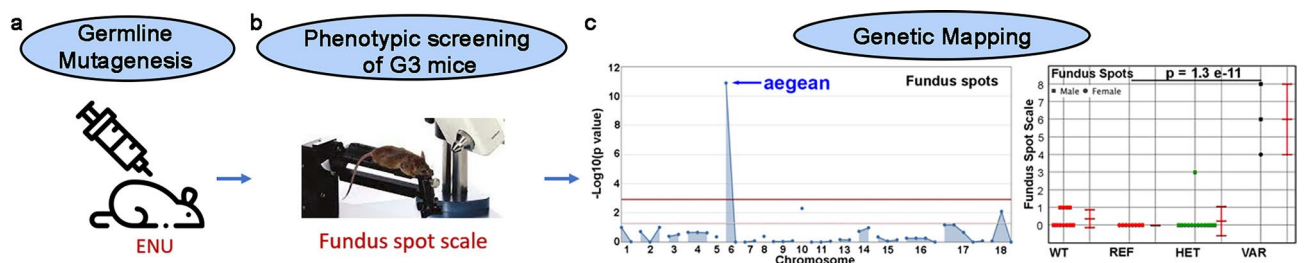 a
Germline
Mutagenesis
ENU
b
Phenotypic screening
of G3 mice
Fundus spot scale
c
Genetic Mapping
12
10
8
6
4
2
0
-Log10(p value)
aegean
Fundus spots
1 2 3 4 5 6 7 8 10 11 12 13 14 15 16 17 18
Chromosome
Fundus Spots p = 1.3 e-11
Male Female
8
7
6
5
4
3
2
1
0
Fundus Spot Scale
WT REF HET VAR